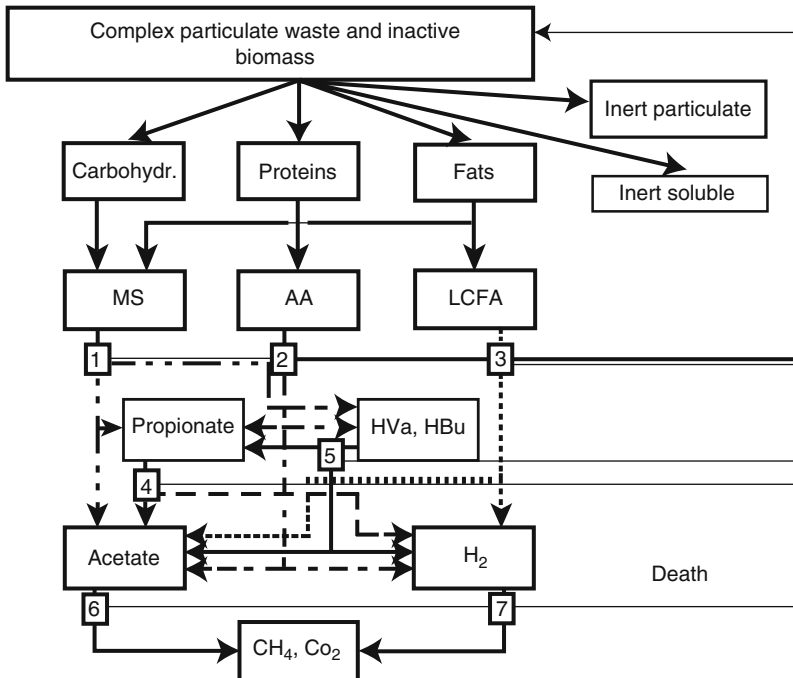 Complex particulate waste and inactive
biomass
Inert particulate
Carbohydr.
Proteins
Fats
Inert soluble
MS
AA
LCFA
1
2
3
Propionate
HVa, HBu
5
4
Acetate
H2
Death
6
7
CH4, Co2